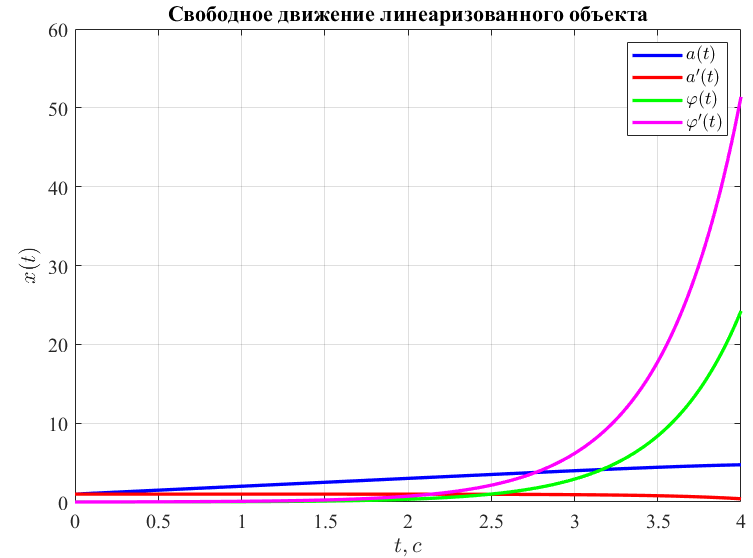 Свободное движение линеаризованного объекта
60
50
40
30
20
10
0
x(t)
a(t)
a′(t)
φ(t)
φ′(t)
0 0.5 1 1.5 2 2.5 3 3.5 4
t, c